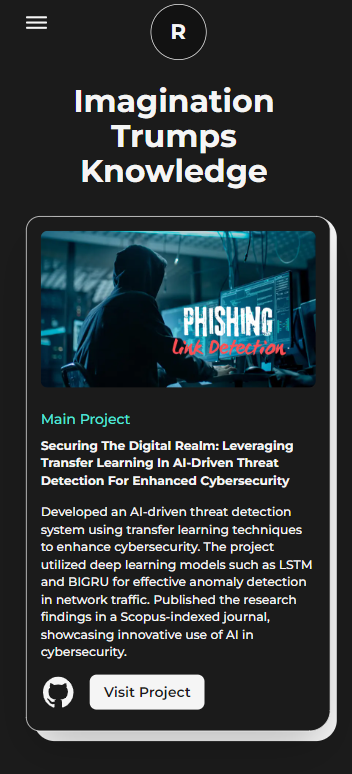 R
Imagination
Trumps
Knowledge
PHISHING
Link Detection
Main Project
Securing The Digital Realm: Leveraging
Transfer Learning In AI-Driven Threat
Detection For Enhanced Cybersecurity
Developed an AI-driven threat detection
system using transfer learning techniques
to enhance cybersecurity. The project
utilized deep learning models such as LSTM
and BIGRU for effective anomaly detection
in network traffic. Published the research
findings in a Scopus-indexed journal,
showcasing innovative use of AI in
cybersecurity.
Visit Project